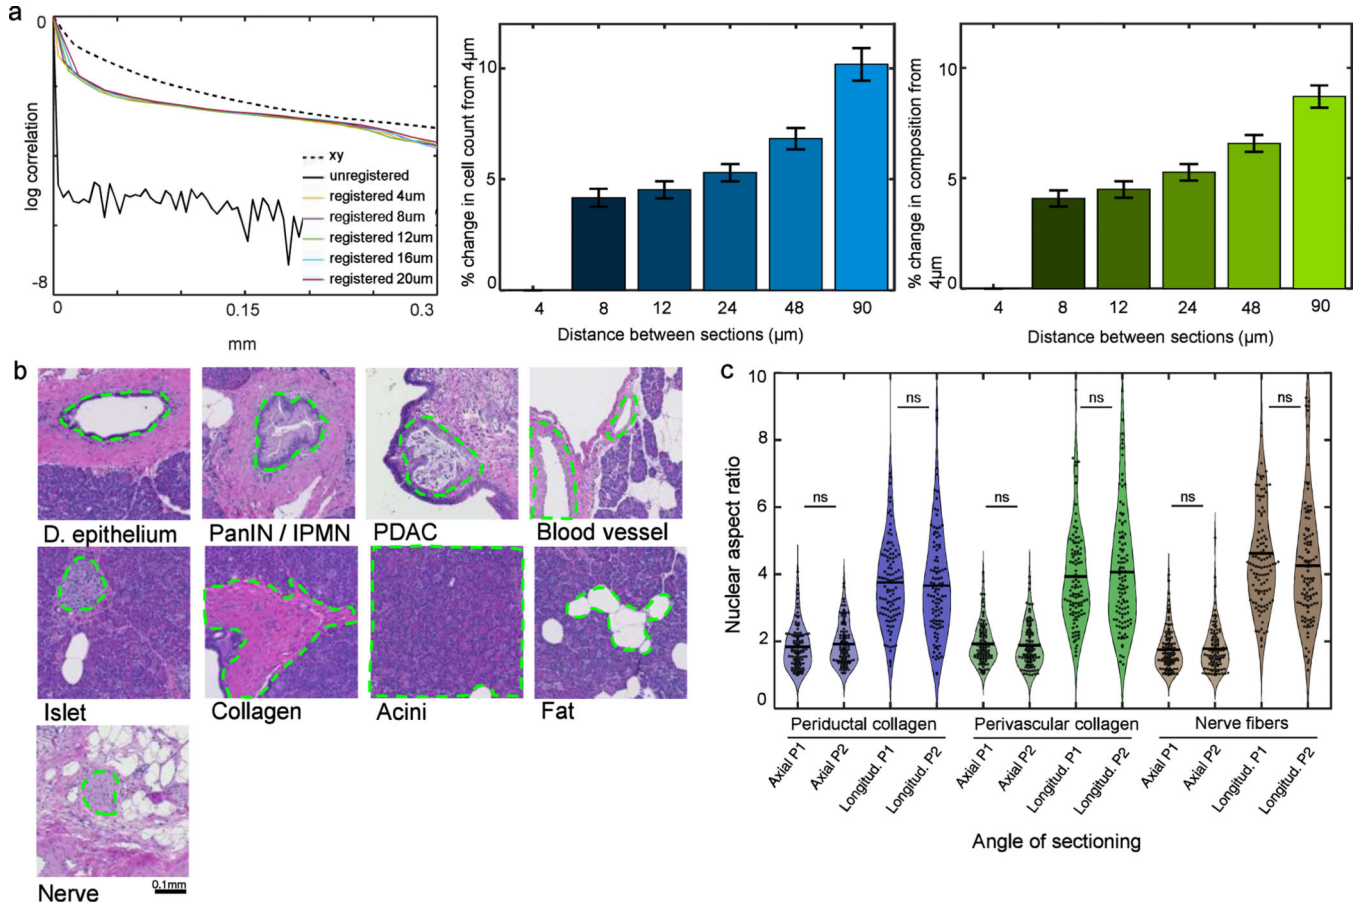 a
0
log correlation
-8
0
0.15
0.3
mm
xy
unregistered
registered 4um
registered 8um
registered 12um
registered 16um
registered 20um
% change in cell count from 4µm
10
5
0
4 8 12 24 48 90
Distance between sections (µm)
% change in composition from
4µm
10
5
0
4 8 12 24 48 90
Distance between sections (µm)
b
D. epithelium
PanIN / IPMN
PDAC
Blood vessel
Islet
Collagen
Acini
Fat
Nerve
0.1mm
c
Nuclear aspect ratio
10
8
6
4
2
0
ns
ns
ns
ns
ns
ns
Periductal collagen
Perivascular collagen
Nerve fibers
Axial P1
Axial P2
Longitud. P1
Longitud. P2
Axial P1
Axial P2
Longitud. P1
Longitud. P2
Axial P1
Axial P2
Longitud. P1
Longitud. P2
Angle of sectioning